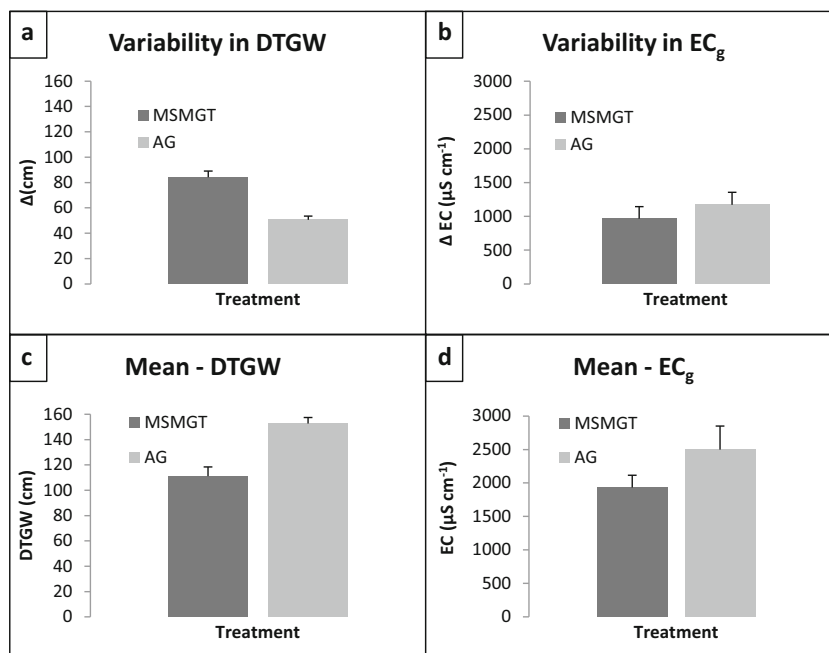 a
Variability in DTGW
Δ(cm)
160
140
120
100
80
60
40
20
0
MSMGT
AG
Treatment
b
Variability in ECg
Δ EC (µS cm⁻¹)
3000
2500
2000
1500
1000
500
0
MSMGT
AG
Treatment
c
Mean - DTGW
DTGW (cm)
160
140
120
100
80
60
40
20
0
MSMGT
AG
Treatment
d
Mean - ECg
EC (µS cm⁻¹)
3000
2500
2000
1500
1000
500
0
MSMGT
AG
Treatment